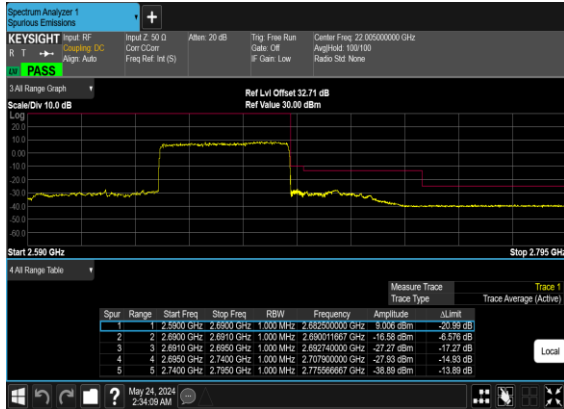 Spectrum Analyzer 1
Spurious Emissions
+
KEYSIGHT Input: RF Input Z: 50 Ω Atten: 20 dB Trig: Free Run Center Freq: 22.005000000 GHz
R T Coupling: DC Corr CCorr Gate: Off Avg|Hold: 100/100
Align: Auto Freq Ref: Int (S) IF Gain: Low Radio Std: None
PASS
3 All Range Graph
Ref Lvl Offset 32.71 dB
Scale/Div 10.0 dB Ref Value 30.00 dBm
Log
20.0
10.0
0.00
-10.0
-20.0
-30.0
-40.0
-50.0
-60.0
Start 2.590 GHz Stop 2.795 GHz
4 All Range Table
Measure Trace Trace 1
Trace Type Trace Average (Active)
Spur Range Start Freq Stop Freq RBW Frequency Amplitude ΔLimit
1 1 2.5900 GHz 2.6900 GHz 1.000 MHz 2.682500000 GHz 9.006 dBm -20.99 dB
2 2 2.6900 GHz 2.6910 GHz 1.000 MHz 2.690011667 GHz -16.58 dBm -6.576 dB
3 3 2.6910 GHz 2.6950 GHz 1.000 MHz 2.692740000 GHz -27.27 dBm -17.27 dB
4 4 2.6950 GHz 2.7400 GHz 1.000 MHz 2.707900000 GHz -27.93 dBm -14.93 dB
5 5 2.7400 GHz 2.7950 GHz 1.000 MHz 2.775566667 GHz -38.89 dBm -13.89 dB
Local
? May 24, 2024
2:34:09 AM